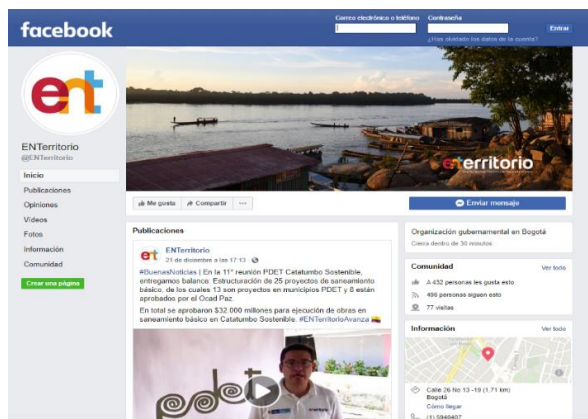 facebook
Correo electrónico o teléfono
Contraseña
Entrar
¿Has olvidado los datos de la cuenta?
ent
ENTerritorio
@ENTerritorio
Inicio
Publicaciones
Opiniones
Vídeos
Fotos
Información
Comunidad
Crear una página
enterritorio
Me gusta
Compartir
Enviar mensaje
Publicaciones
ENTerritorio
21 de diciembre a las 17:13
#BuenasNoticias | En la 11° reunión PDET Catatumbo Sostenible,
entregamos balance: Estructuración de 25 proyectos de saneamiento
básico, de los cuales 13 son proyectos en municipios PDET y 8 están
aprobados por el Ocad Paz.
En total se aprobaron $32.000 millones para ejecución de obras en
saneamiento básico en Catatumbo Sostenible. #ENTerritorioAvanza
pdet
Organización gubernamental en Bogotá
Cierra dentro de 30 minutos
Comunidad
Ver todo
A 432 personas les gusta esto
496 personas siguen esto
77 visitas
Información
Ver todo
Calle 26 No 13 -19 (1,71 km)
Bogotá
Cómo llegar
(1) 5940407